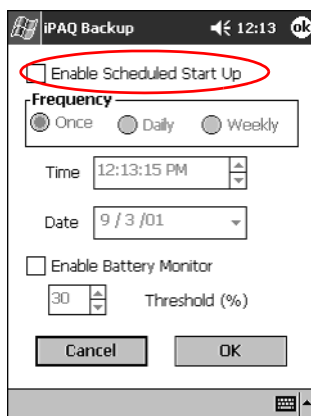 iPAQ Backup 12:13 ok
Enable Scheduled Start Up
Frequency
Once Daily Weekly
Time 12:13:15 PM
Date 9 / 3 /01
Enable Battery Monitor
30 Threshold (%)
Cancel OK